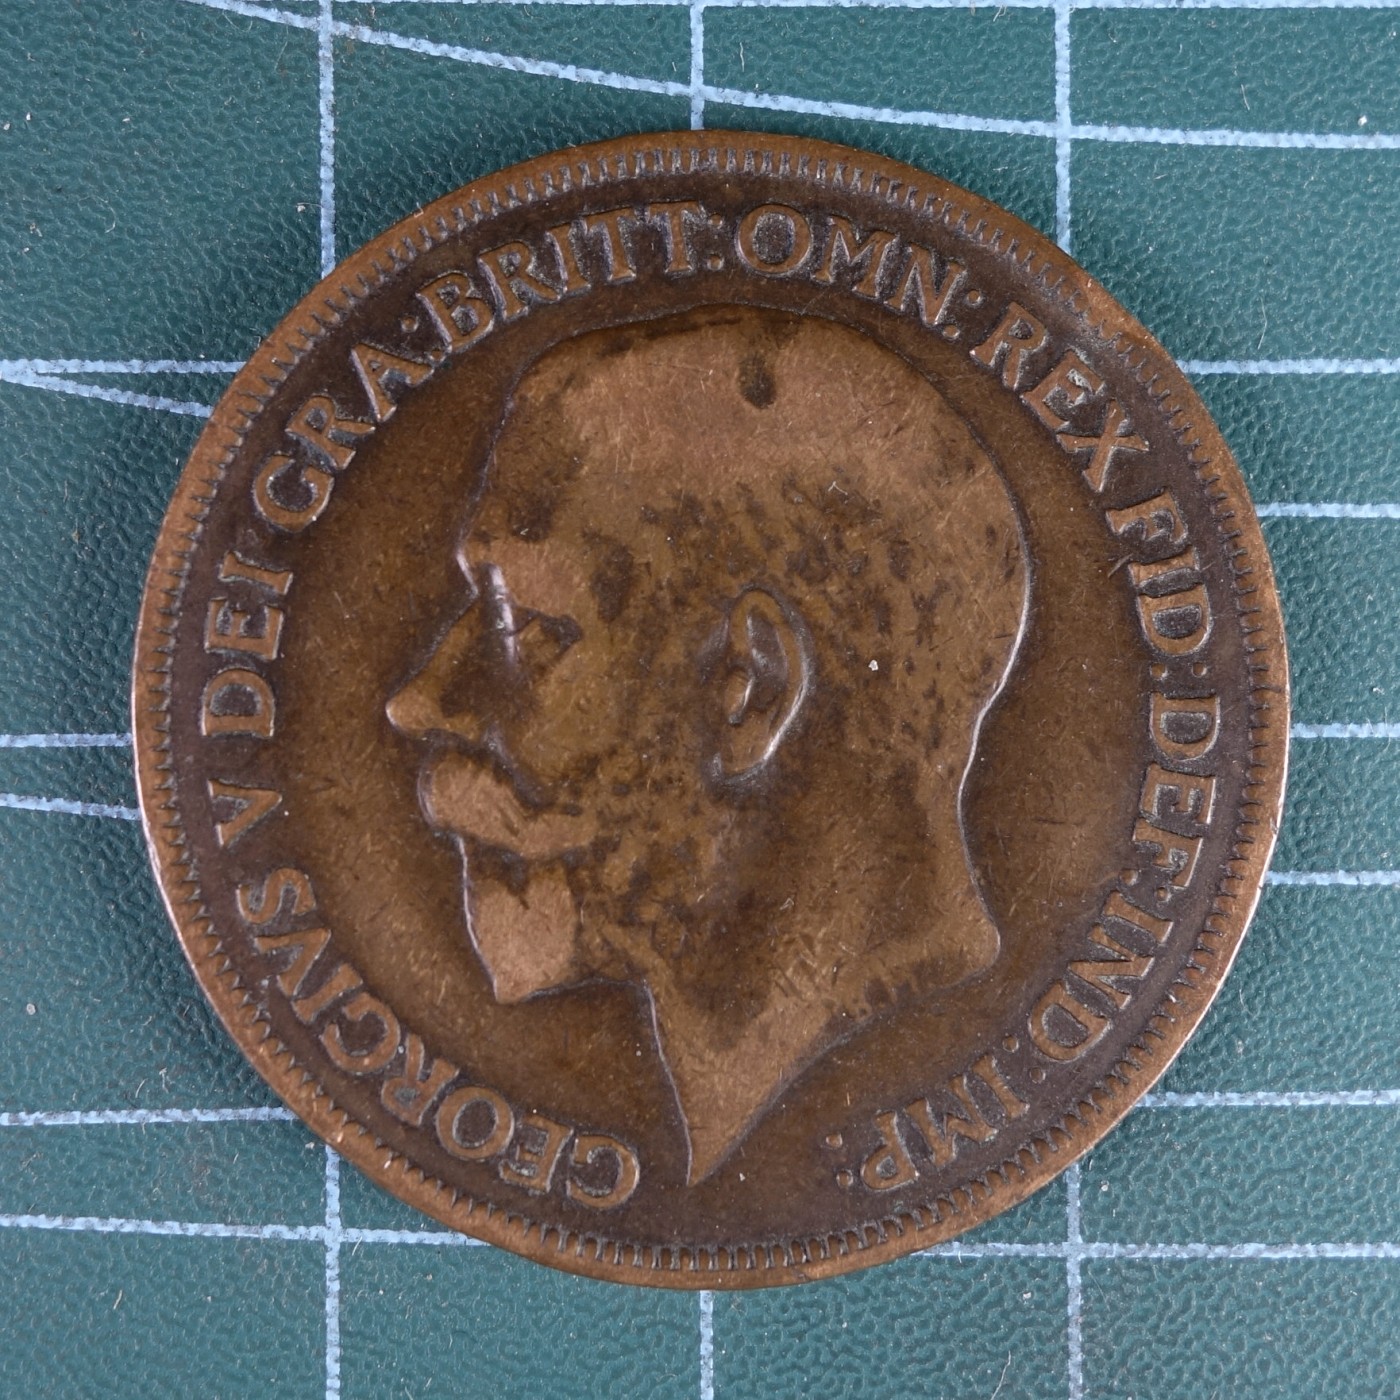 GEORGIVS V DEI GRA:BRITT:OMN:REX FID:DEF:IND:IMP: